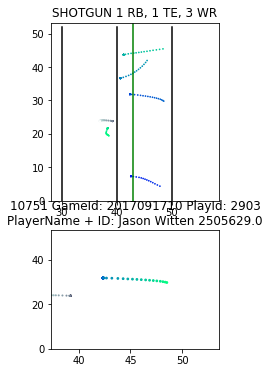 SHOTGUN 1 RB, 1 TE, 3 WR
50
40
30
20
10
0
30 40 50
10751 GameId: 2017091710 PlayId: 2903
PlayerName + ID: Jason Witten 2505629.0
40
20
0
40 45 50